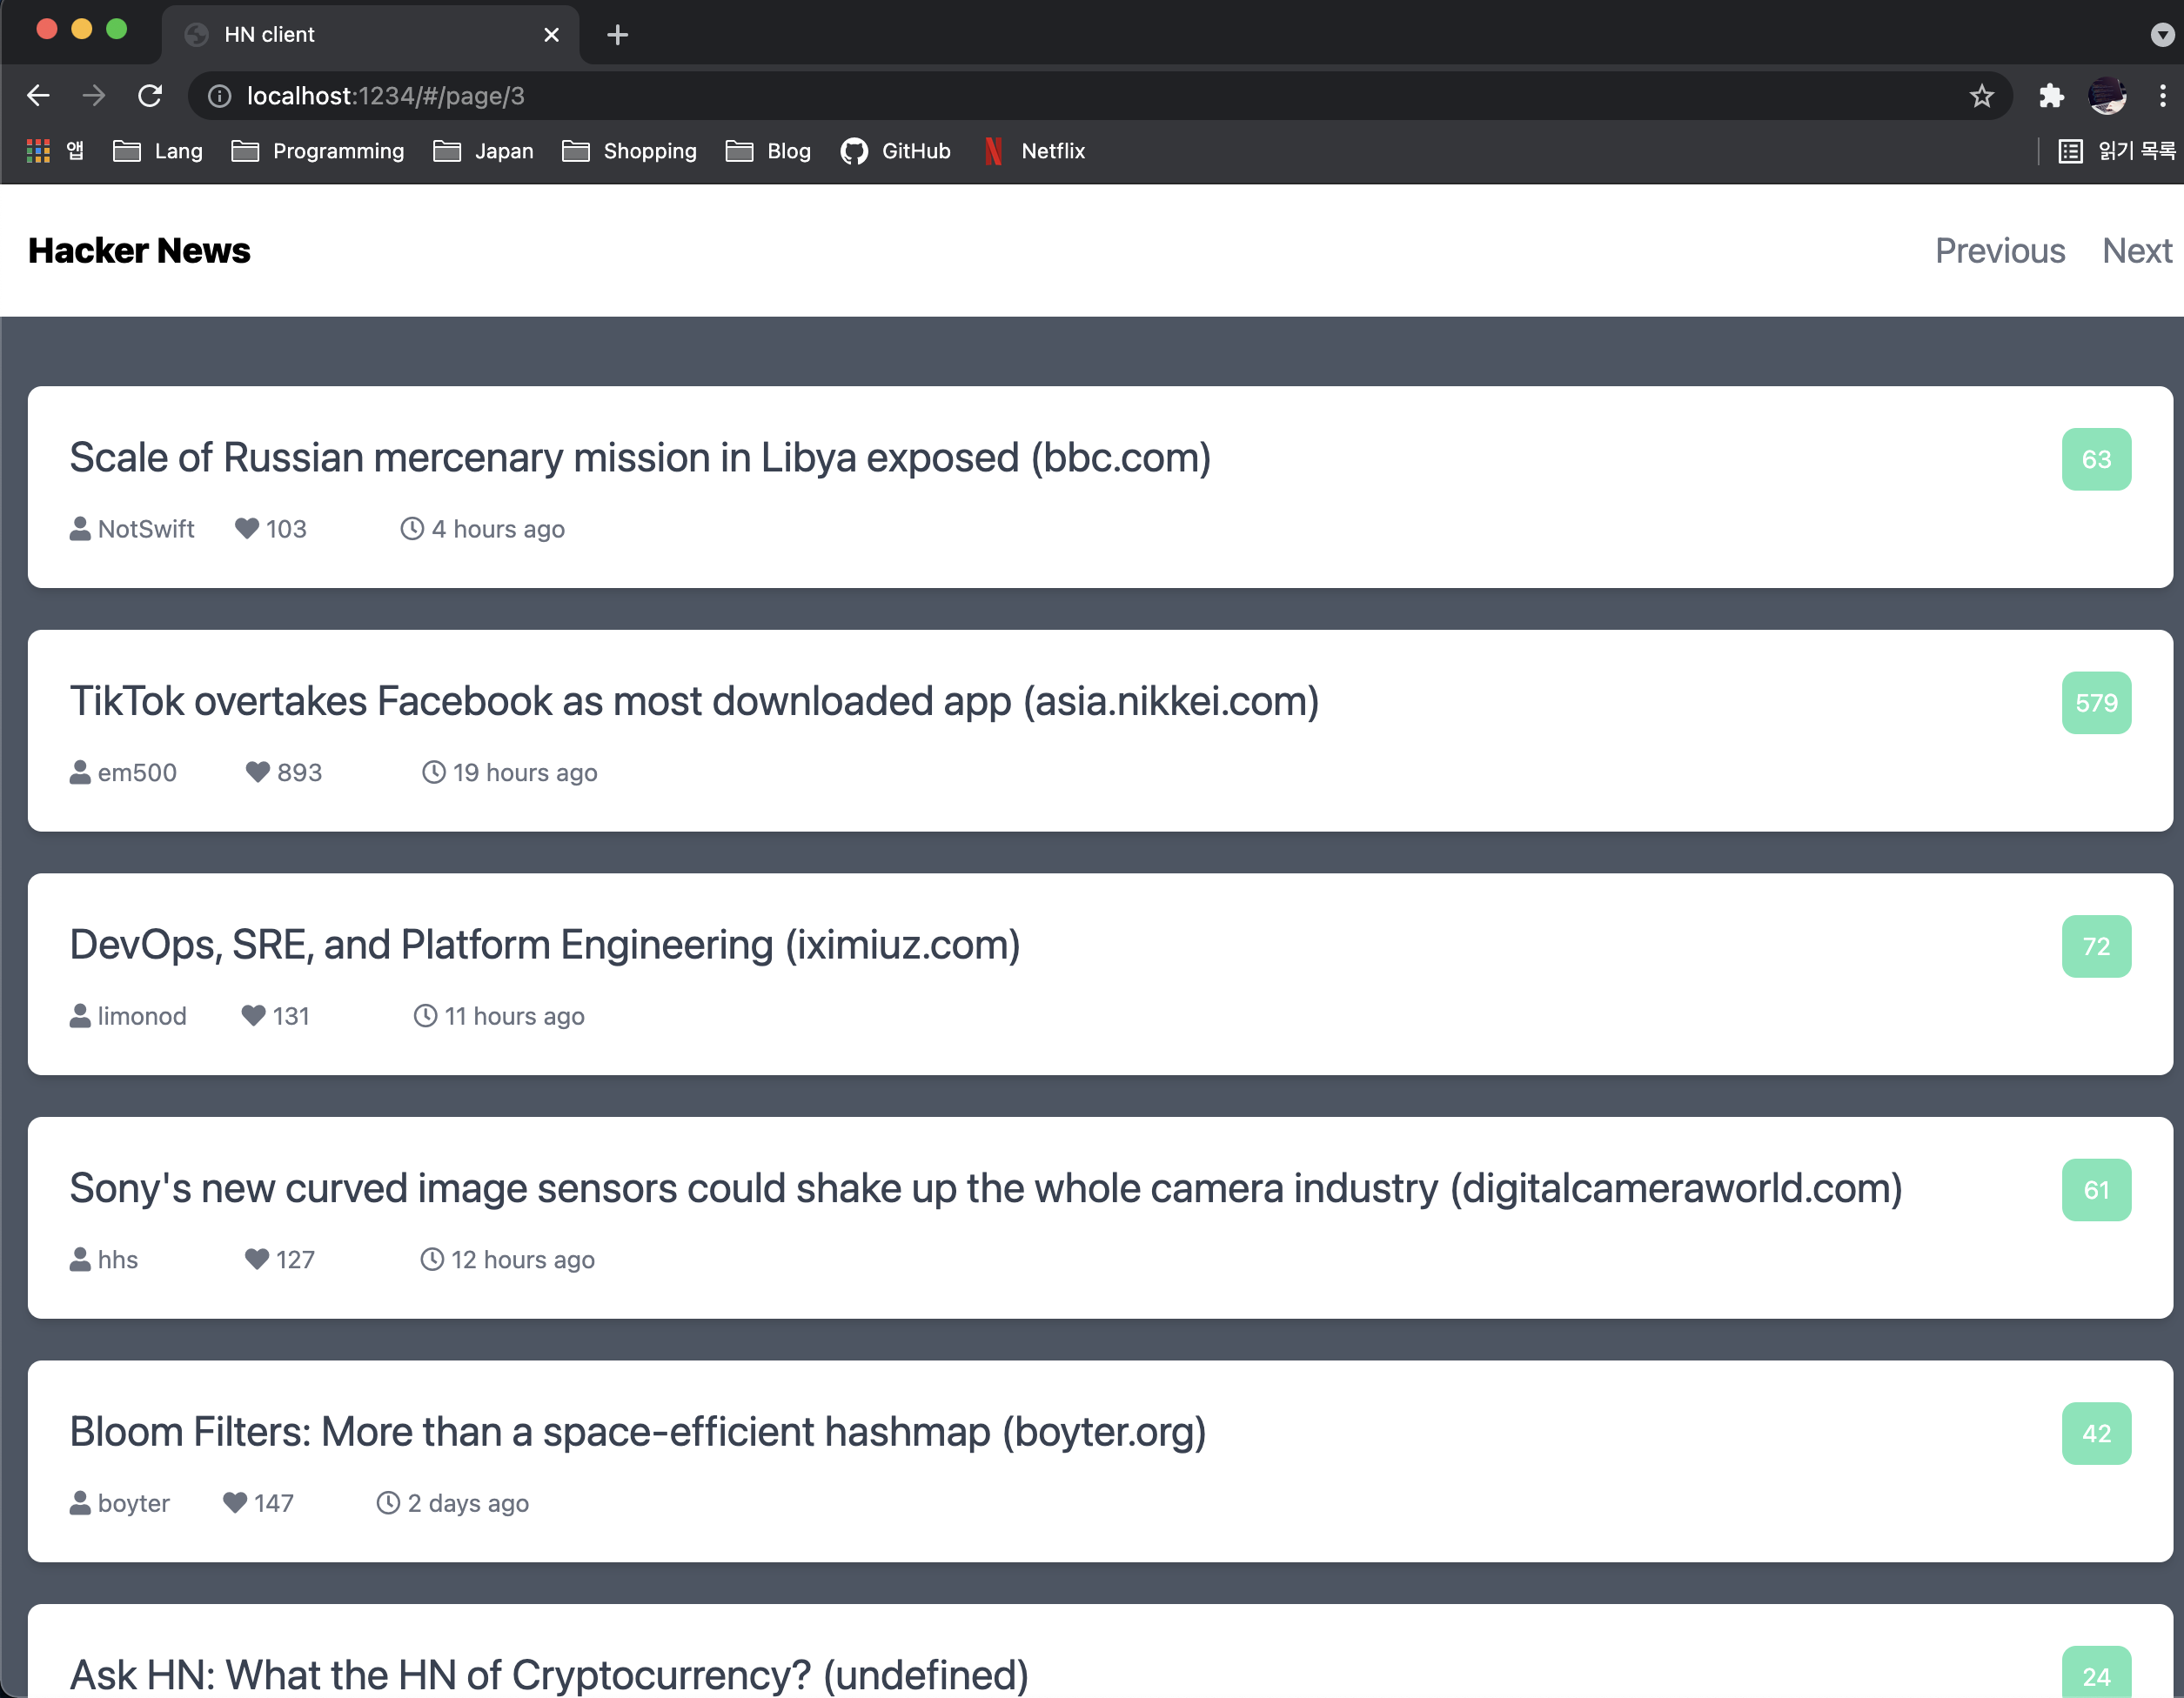 HN client
localhost:1234/#/page/3
앱 Lang Programming Japan Shopping Blog GitHub Netflix 읽기 목록
Hacker News Previous Next
Scale of Russian mercenary mission in Libya exposed (bbc.com) 63
NotSwift 103 4 hours ago
TikTok overtakes Facebook as most downloaded app (asia.nikkei.com) 579
em500 893 19 hours ago
DevOps, SRE, and Platform Engineering (iximiuz.com) 72
limonod 131 11 hours ago
Sony's new curved image sensors could shake up the whole camera industry (digitalcameraworld.com) 61
hhs 127 12 hours ago
Bloom Filters: More than a space-efficient hashmap (boyter.org) 42
boyter 147 2 days ago
Ask HN: What the HN of Cryptocurrency? (undefined) 24